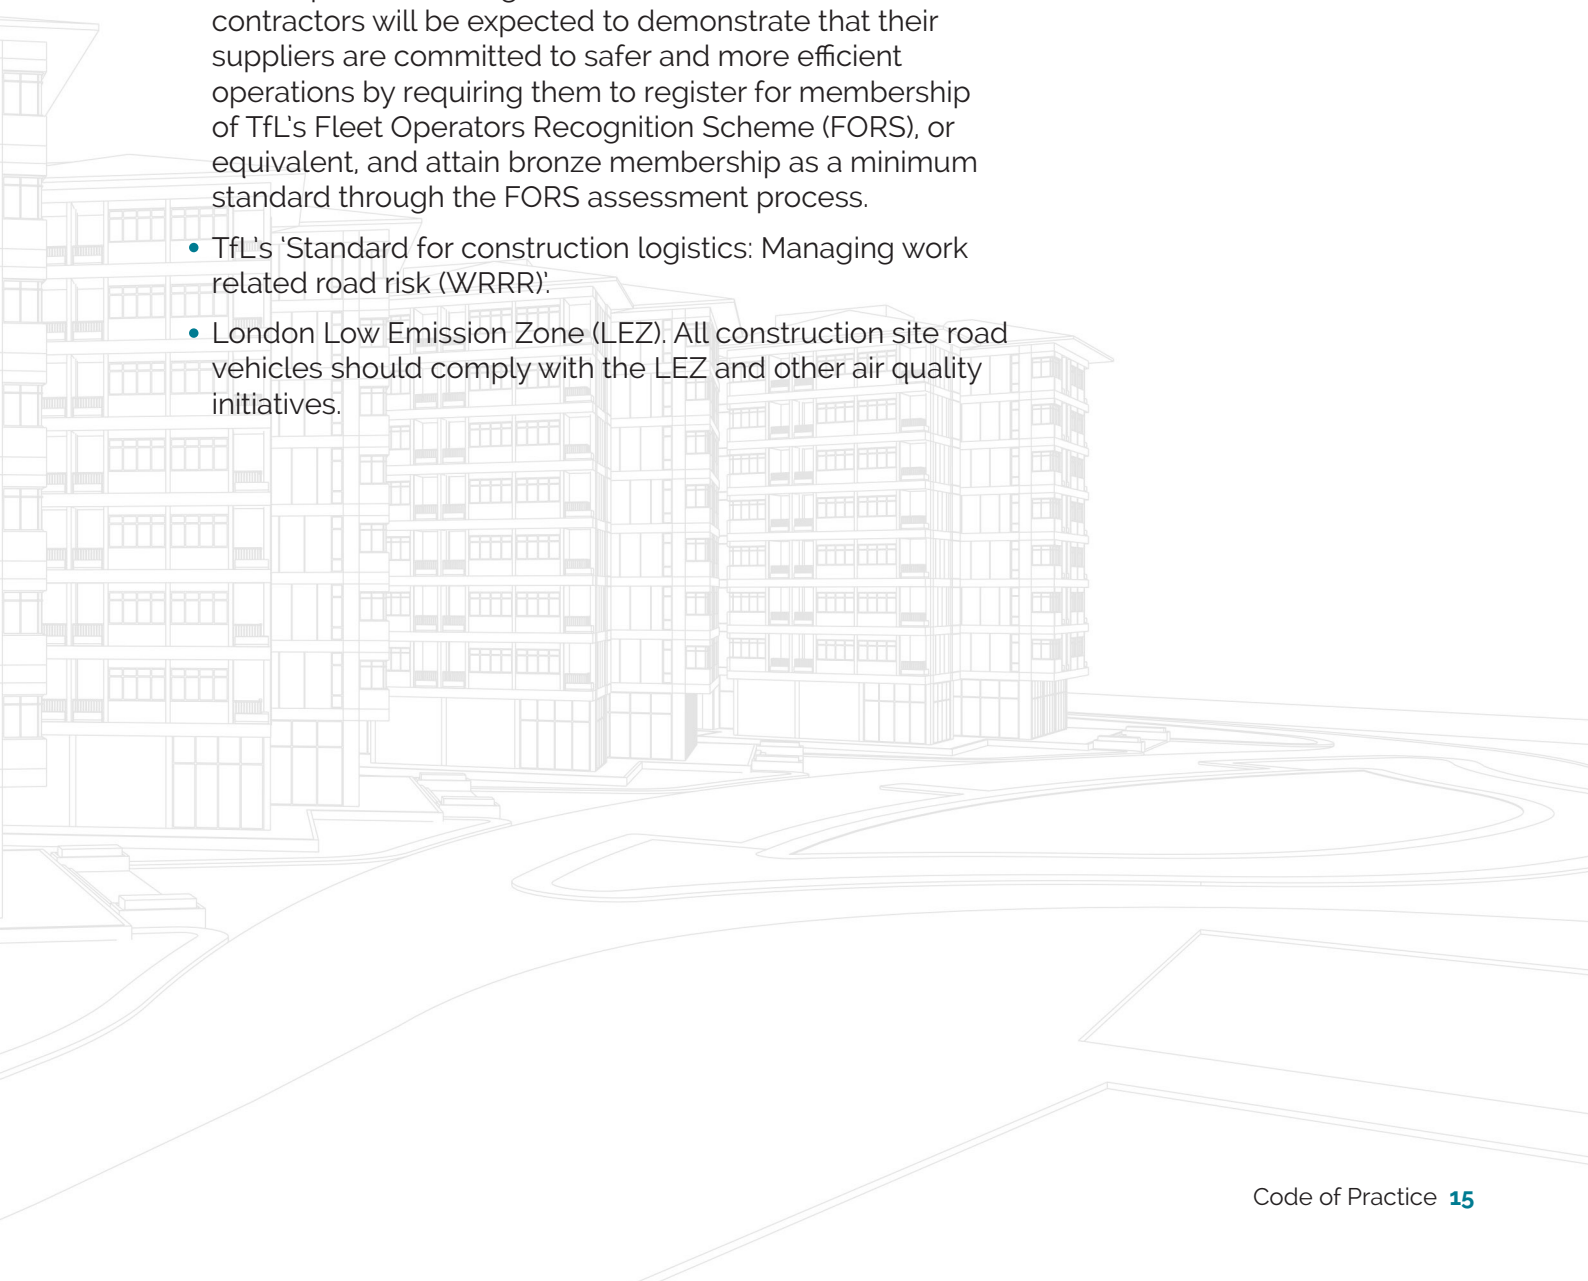 contractors will be expected to demonstrate that their
suppliers are committed to safer and more efficient
operations by requiring them to register for membership
of TfL's Fleet Operators Recognition Scheme (FORS), or
equivalent, and attain bronze membership as a minimum
standard through the FORS assessment process.
• TfL's 'Standard for construction logistics: Managing work
related road risk (WRRR)'.
• London Low Emission Zone (LEZ). All construction site road
vehicles should comply with the LEZ and other air quality
initiatives.
Code of Practice 15